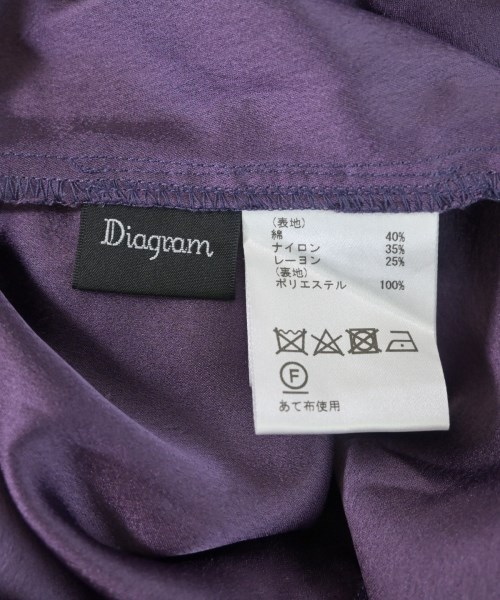 Diagram
(表地)
綿 40%
ナイロン 35%
レーヨン 25%
(裏地)
ポリエステル 100%
F
あて布使用